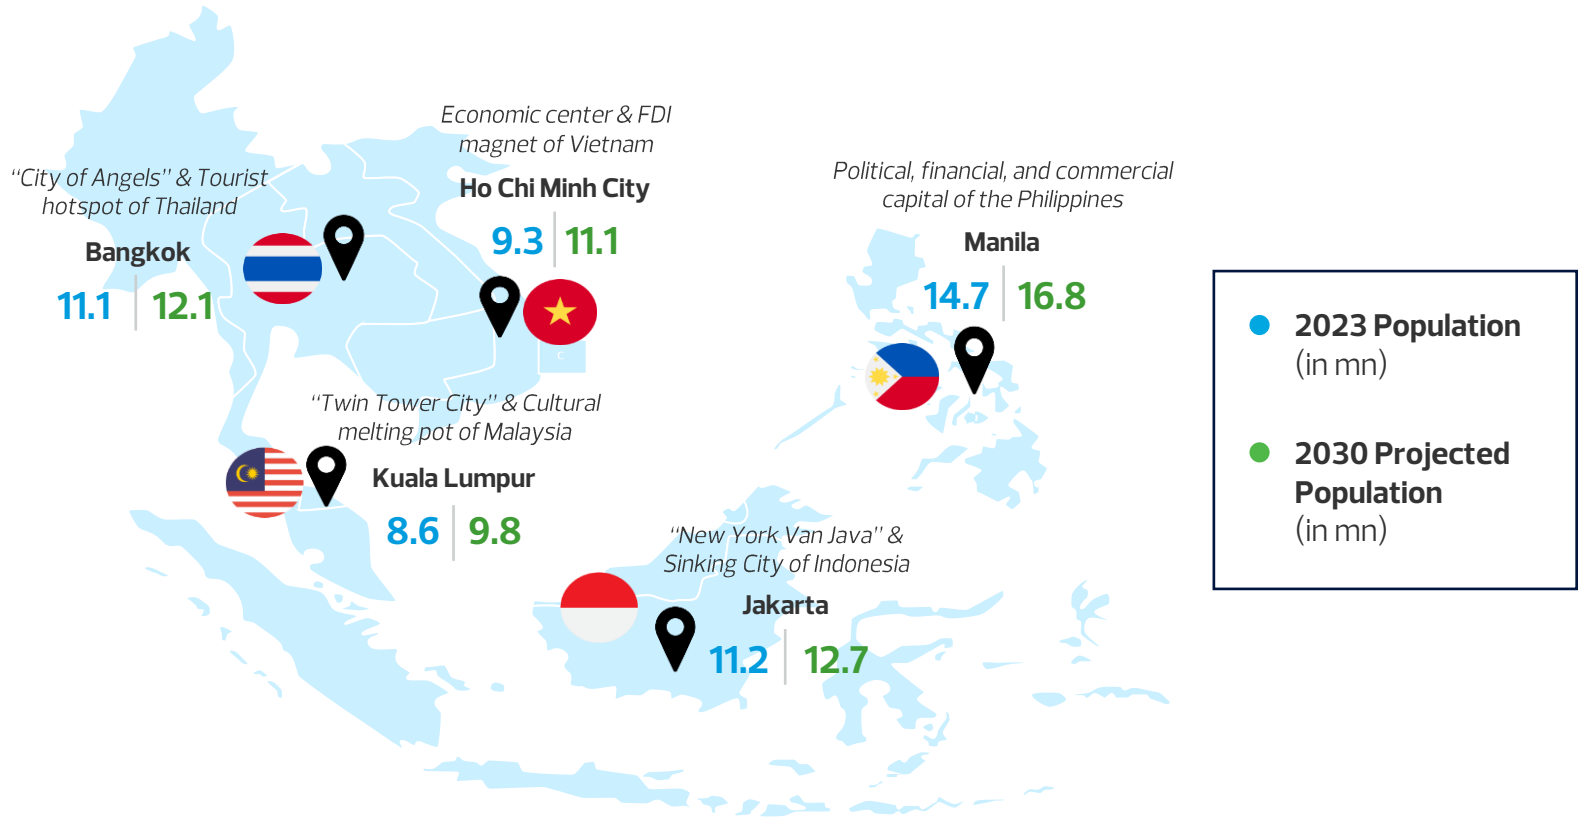 Economic center & FDI
magnet of Vietnam
Ho Chi Minh City
9.3 11.1
“City of Angels” & Tourist
hotspot of Thailand
Bangkok
11.1 12.1
Political, financial, and commercial
capital of the Philippines
Manila
14.7 16.8
“Twin Tower City” & Cultural
melting pot of Malaysia
Kuala Lumpur
8.6 9.8
“New York Van Java” &
Sinking City of Indonesia
Jakarta
11.2 12.7
2023 Population
(in mn)
2030 Projected
Population
(in mn)